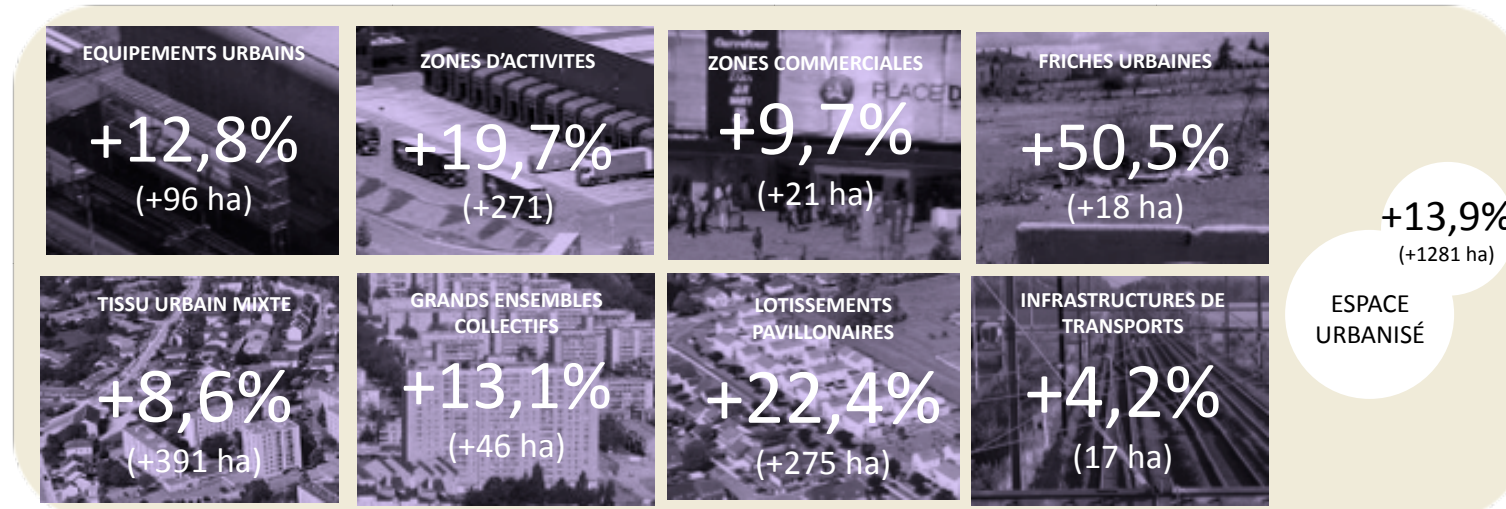 EQUIPEMENTS URBAINS
+12,8%
(+96 ha)
ZONES D'ACTIVITES
+19,7%
(+271)
ZONES COMMERCIALES
+9,7%
(+21 ha)
PLACE D
FRICHES URBAINES
+50,5%
(+18 ha)
TISSU URBAIN MIXTE
+8,6%
(+391 ha)
GRANDS ENSEMBLES
COLLECTIFS
+13,1%
(+46 ha)
LOTISSEMENTS
PAVILLONAIRES
+22,4%
(+275 ha)
INFRASTRUCTURES DE
TRANSPORTS
+4,2%
(17 ha)
+13,9%
(+1281 ha)
ESPACE
URBANISÉ